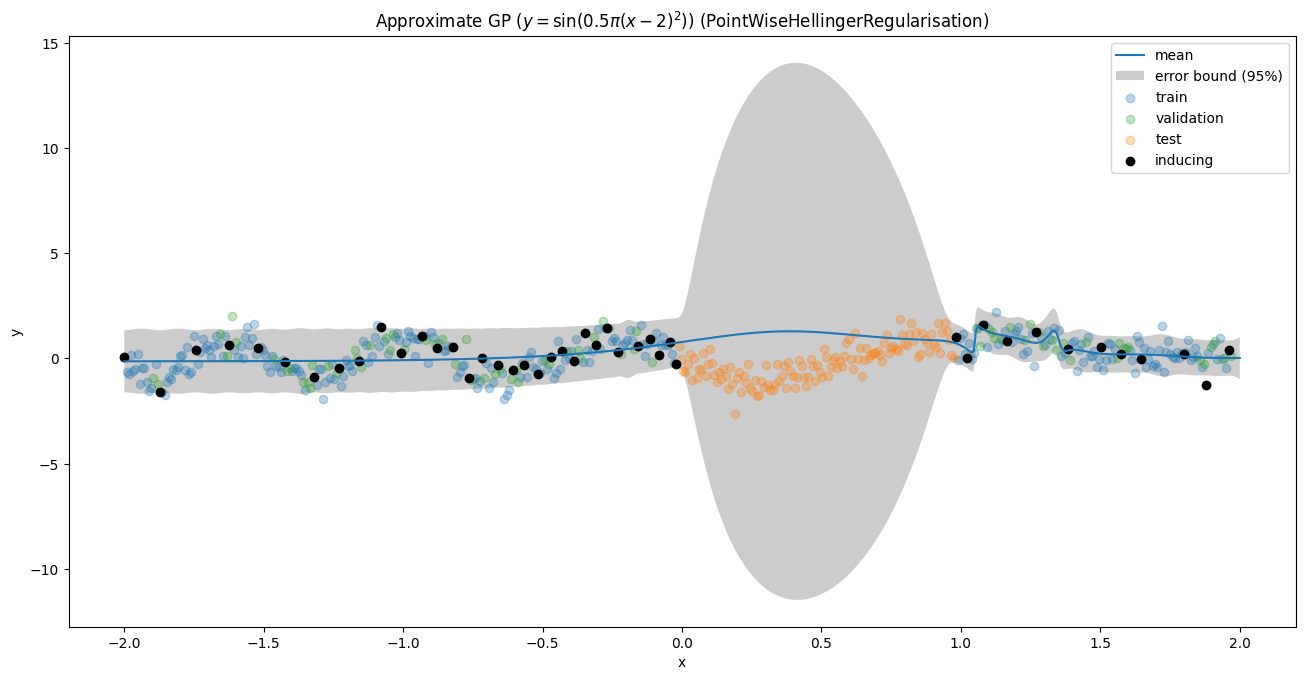 Approximate GP (y = sin(0.5π(x − 2)²)) (PointWiseHellingerRegularisation)
mean
error bound (95%)
train
validation
test
inducing
y
15
10
5
0
−5
−10
−2.0 −1.5 −1.0 −0.5 0.0 0.5 1.0 1.5 2.0
x